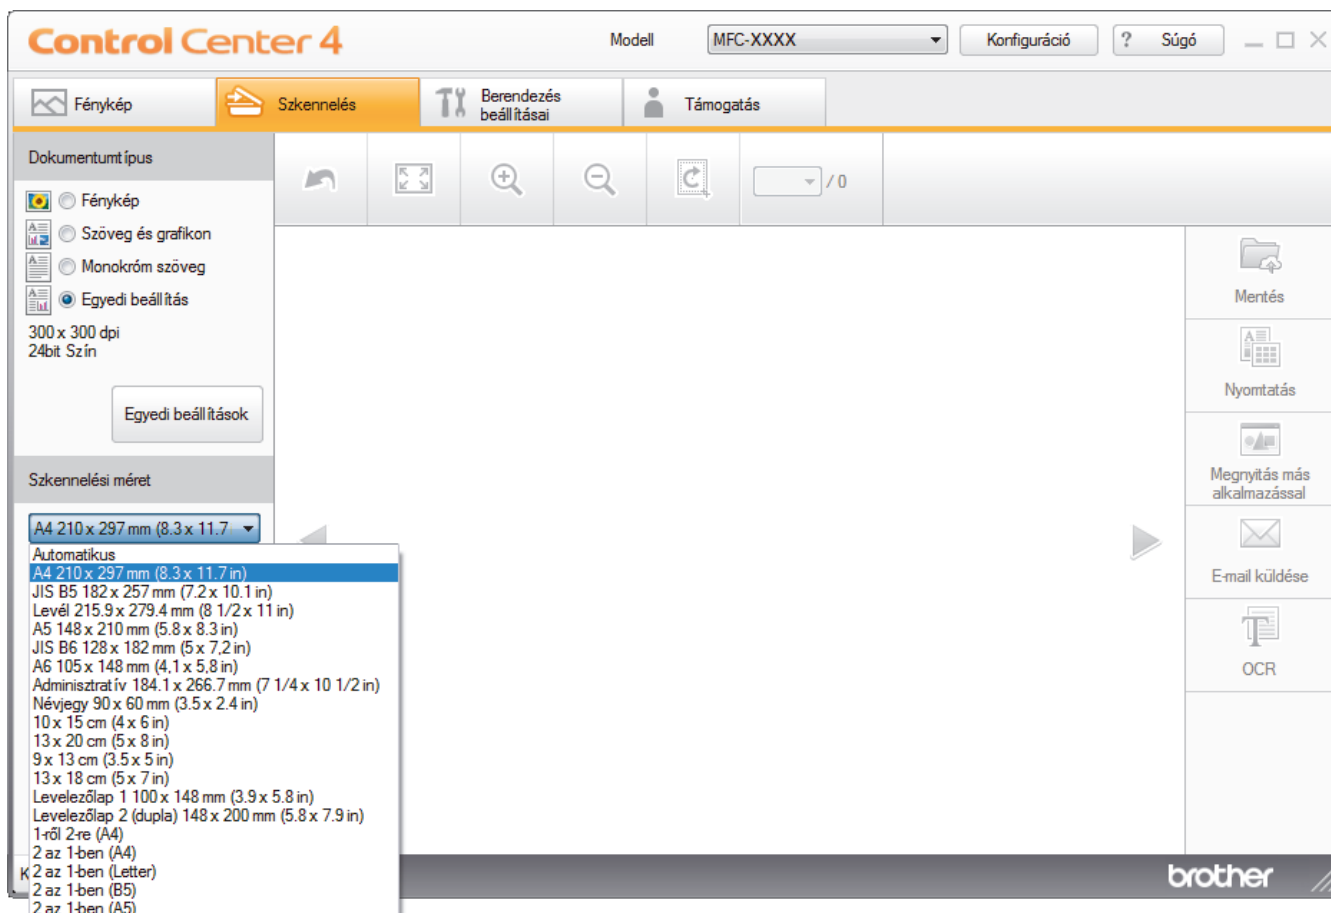 Control Center 4
Modell
MFC-XXXX
Konfiguráció
? Súgó
Fénykép
Szkennelés
Berendezés
beállításai
Támogatás
Dokumentumtípus
/ 0
Fénykép
Szöveg és grafikon
Monokróm szöveg
Egyedi beállítás
300 x 300 dpi
24bit Szín
Egyedi beállítások
Szkennelési méret
A4 210 x 297 mm (8.3 x 11.7
Automatikus
A4 210 x 297 mm (8.3 x 11.7 in)
JIS B5 182 x 257 mm (7.2 x 10.1 in)
Levél 215.9 x 279.4 mm (8 1/2 x 11 in)
A5 148 x 210 mm (5.8 x 8.3 in)
JIS B6 128 x 182 mm (5 x 7,2 in)
A6 105 x 148 mm (4,1 x 5,8 in)
Adminisztratív 184.1 x 266.7 mm (7 1/4 x 10 1/2 in)
Névjegy 90 x 60 mm (3.5 x 2.4 in)
10 x 15 cm (4 x 6 in)
13 x 20 cm (5 x 8 in)
9 x 13 cm (3.5 x 5 in)
13 x 18 cm (5 x 7 in)
Levelezőlap 1 100 x 148 mm (3.9 x 5.8 in)
Levelezőlap 2 (dupla) 148 x 200 mm (5.8 x 7.9 in)
1-ről 2-re (A4)
2 az 1-ben (A4)
2 az 1-ben (Letter)
2 az 1-ben (B5)
2 az 1-ben (A5)
Mentés
Nyomtatás
Megnyitás más
alkalmazással
E-mail küldése
OCR
K
brother